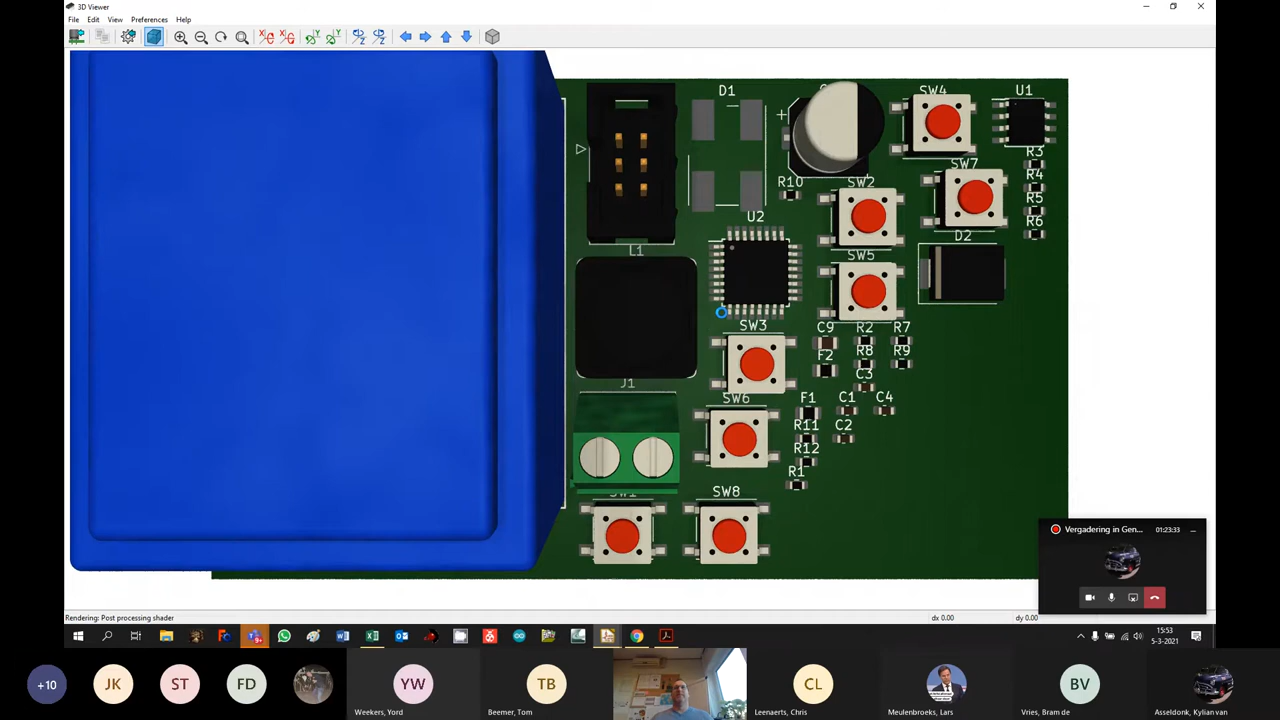 3D Viewer
File Edit View Preferences Help
D1
SW4
U1
R3
SW7
R4
R10
SW2
R5
U2
R6
D2
L1
SW5
SW3
C9 R2 R7
F2 R8 R9
J1
C3
SW6
F1 C1 C4
R11 C2
R12
R1
SW1 SW8
Vergadering in Gen... 01:23:33
Rendering: Post processing shader dx 0.00 dy 0.00
15:53
5-3-2021
+10 JK ST FD YW TB CL BV
Weekers, Yord Beemer, Tom Leenaerts, Chris Meulenbroeks, Lars Vries, Bram de Asseldonk, Kylian van